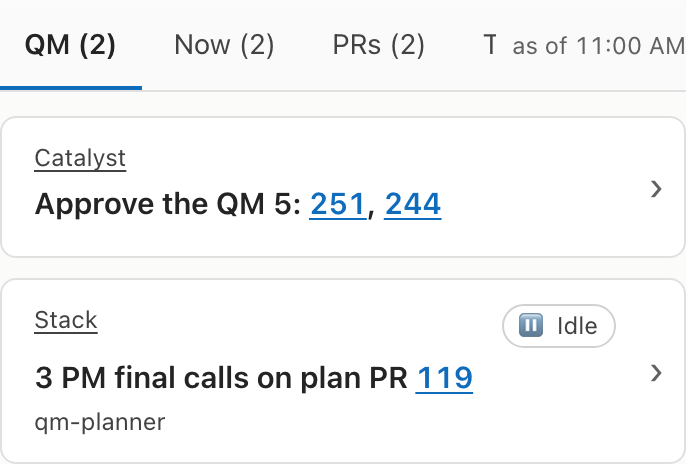 QM (2) Now (2) PRs (2) T as of 11:00 AM
Catalyst
Approve the QM 5: 251, 244
Stack
Idle
3 PM final calls on plan PR 119
qm-planner